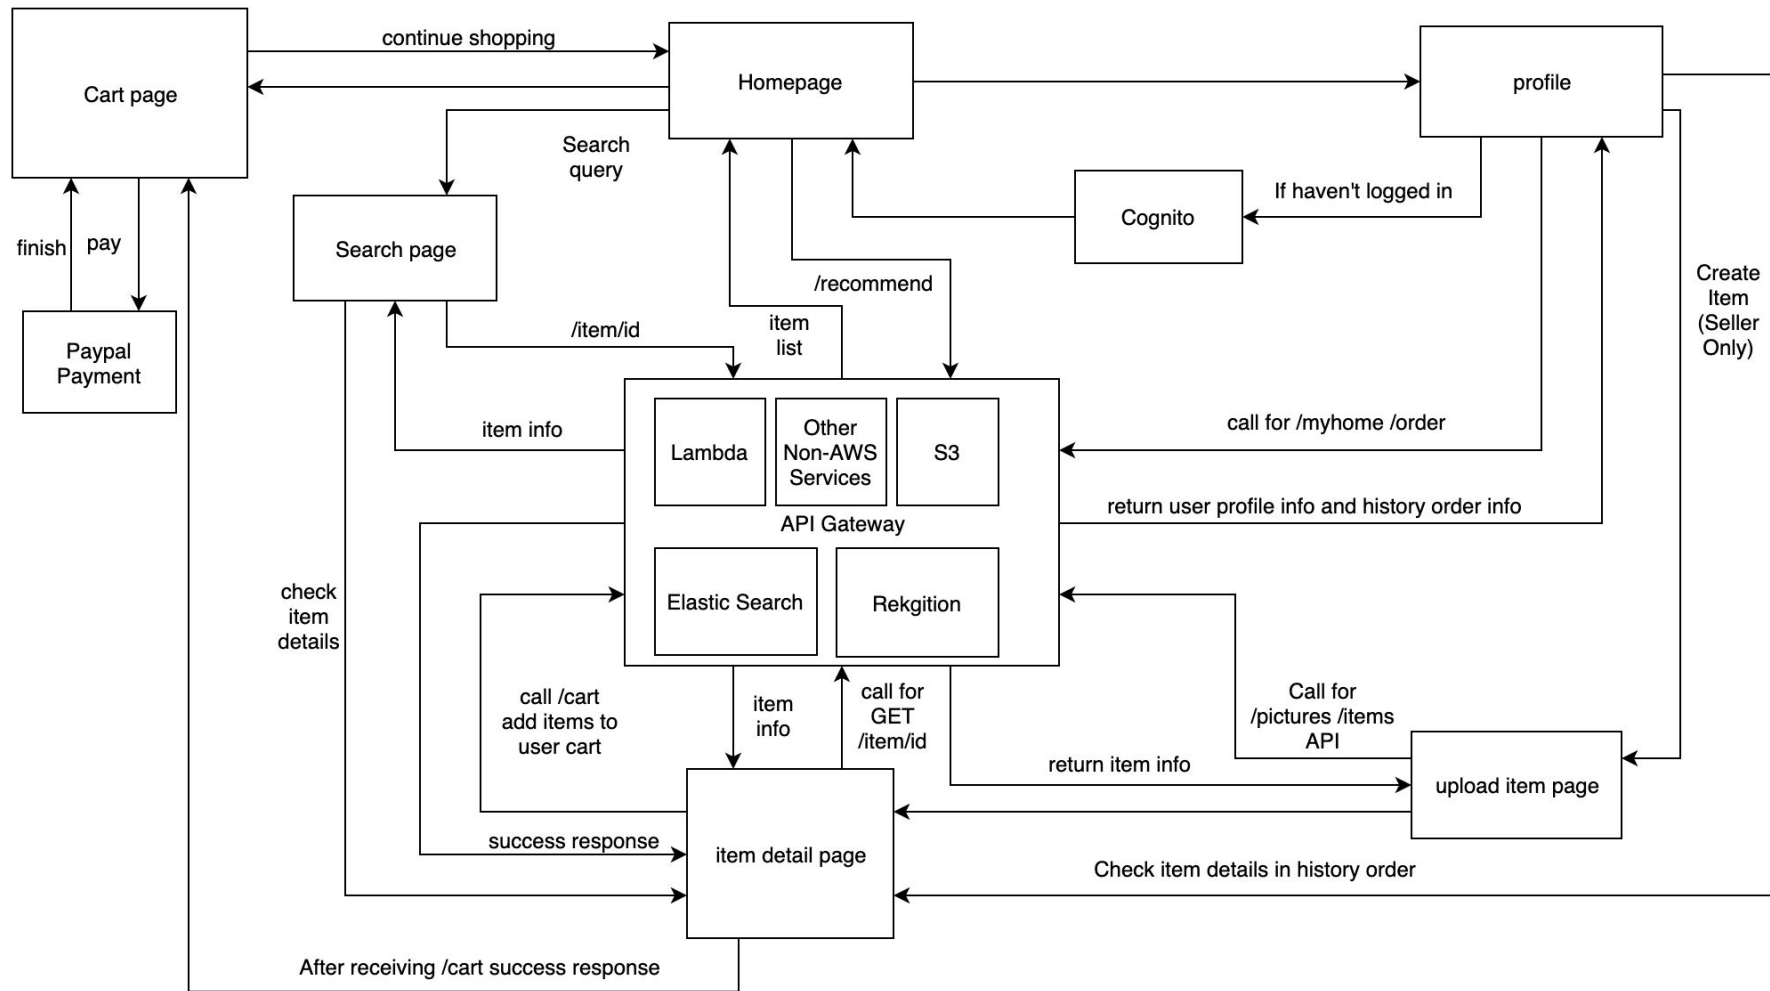 continue shopping
Cart page
Homepage
profile
Search
query
If haven't logged in
Cognito
finish
pay
Search page
Create
Item
(Seller
Only)
/recommend
/item/id
item
list
Paypal
Payment
item info
call for /myhome /order
Lambda
Other
Non-AWS
Services
S3
return user profile info and history order info
API Gateway
check
item
details
Elastic Search
Rekgition
call /cart
add items to
user cart
item
info
call for
GET
/item/id
Call for
/pictures /items
API
return item info
upload item page
success response
item detail page
Check item details in history order
After receiving /cart success response